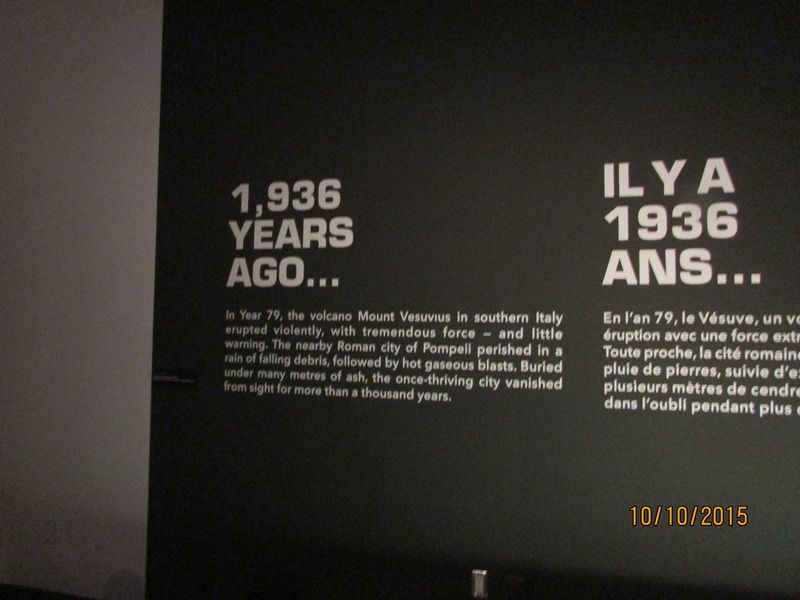 1,936
YEARS
AGO...
In Year 79, the volcano Mount Vesuvius in southern Italy
erupted violently, with tremendous force – and little
warning. The nearby Roman city of Pompeii perished in a
rain of falling debris, followed by hot gaseous blasts. Buried
under many metres of ash, the once-thriving city vanished
from sight for more than a thousand years.
IL Y A
1936
ANS...
En l'an 79, le Vésuve, un
éruption avec une force
Toute proche, la cité romaine
pluie de pierres, suivie
plusieurs mètres de cendre
dans l'oubli pendant plus
10/10/2015